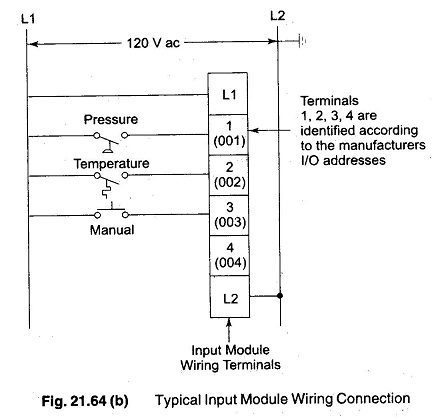 L1
L2
120 V ac
L1
Pressure
1
(001)
Terminals
1, 2, 3, 4 are
identified according
to the manufacturers
I/O addresses
Temperature
2
(002)
3
(003)
Manual
4
(004)
L2
Input Module
Wiring Terminals
Fig. 21.64 (b) Typical Input Module Wiring Connection